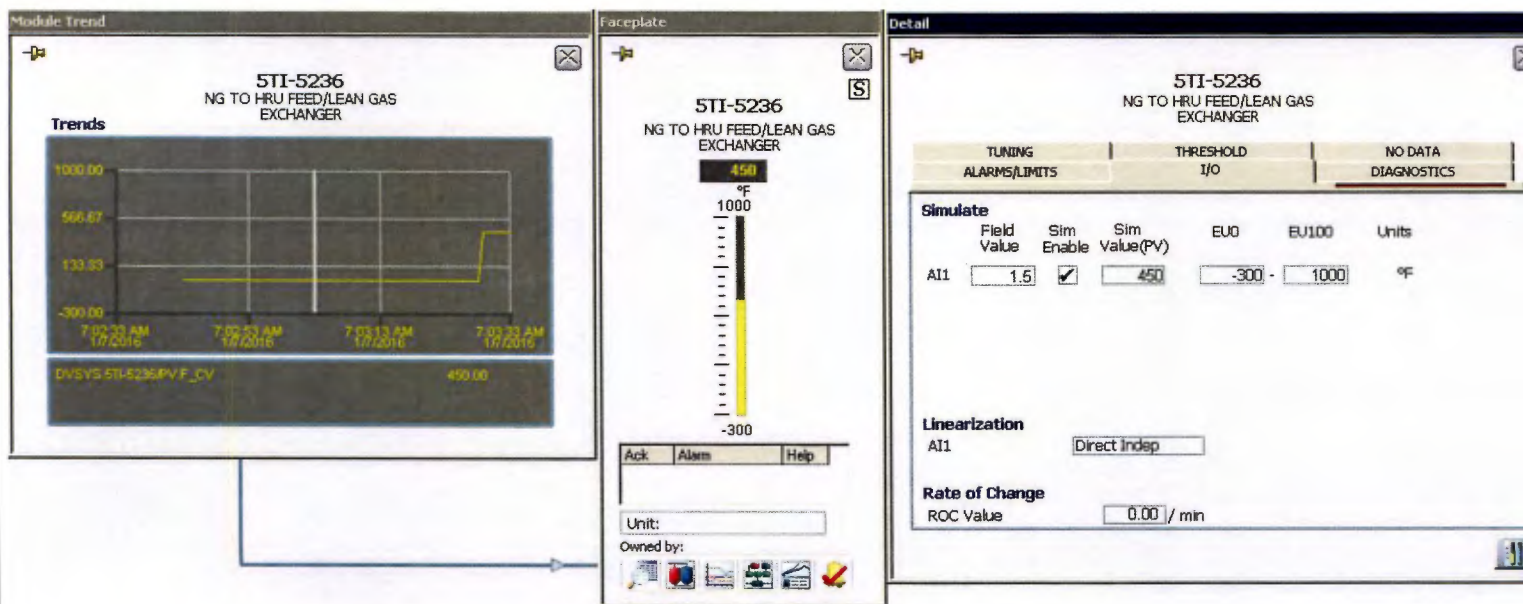 Module Trend
5TI-5236
NG TO HRU FEED/LEAN GAS
EXCHANGER
Trends
1000.00
566.67
133.33
-300.00
7:02:33 AM 7:02:53 AM 7:03:13 AM 7:03:33 AM
1/7/2016 1/7/2016 1/7/2016 1/7/2016
DVSYS.5TI-5236/PV.F_CV 450.00
Faceplate
S
5TI-5236
NG TO HRU FEED/LEAN GAS
EXCHANGER
450
°F
1000
-300
Ack Alarm Help
Unit:
Owned by:
Detail
5TI-5236
NG TO HRU FEED/LEAN GAS
EXCHANGER
TUNING THRESHOLD NO DATA
ALARMS/LIMITS I/O DIAGNOSTICS
Simulate
Field Sim Sim EU0 EU100 Units
Value Enable Value(PV)
AI1 1.5 ✔ 450 -300 - 1000 °F
Linearization
AI1 Direct Indep
Rate of Change
ROC Value 0.00 / min